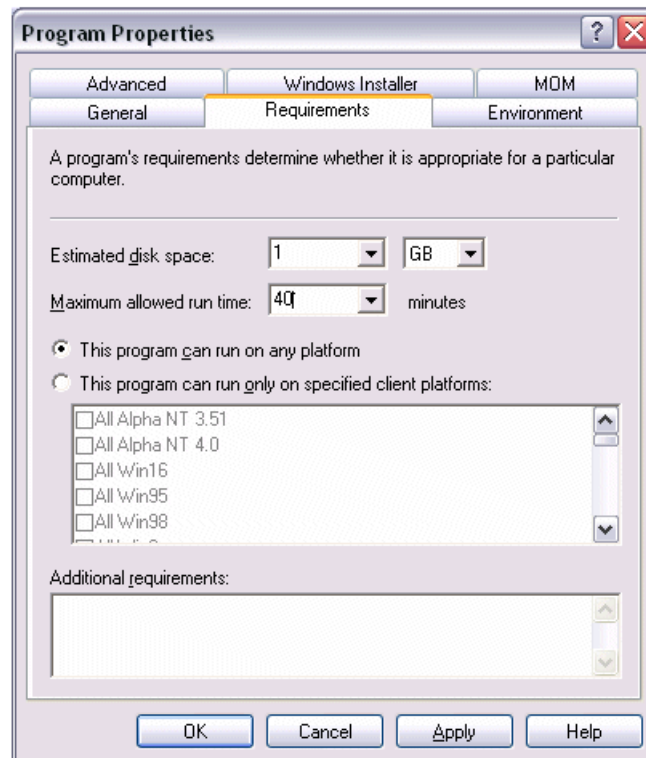 Program Properties
Advanced Windows Installer MOM
General Requirements Environment
A program's requirements determine whether it is appropriate for a particular
computer.
Estimated disk space: 1 GB
Maximum allowed run time: 40 minutes
This program can run on any platform
This program can run only on specified client platforms:
All Alpha NT 3.51
All Alpha NT 4.0
All Win16
All Win95
All Win98
Additional requirements:
OK Cancel Apply Help